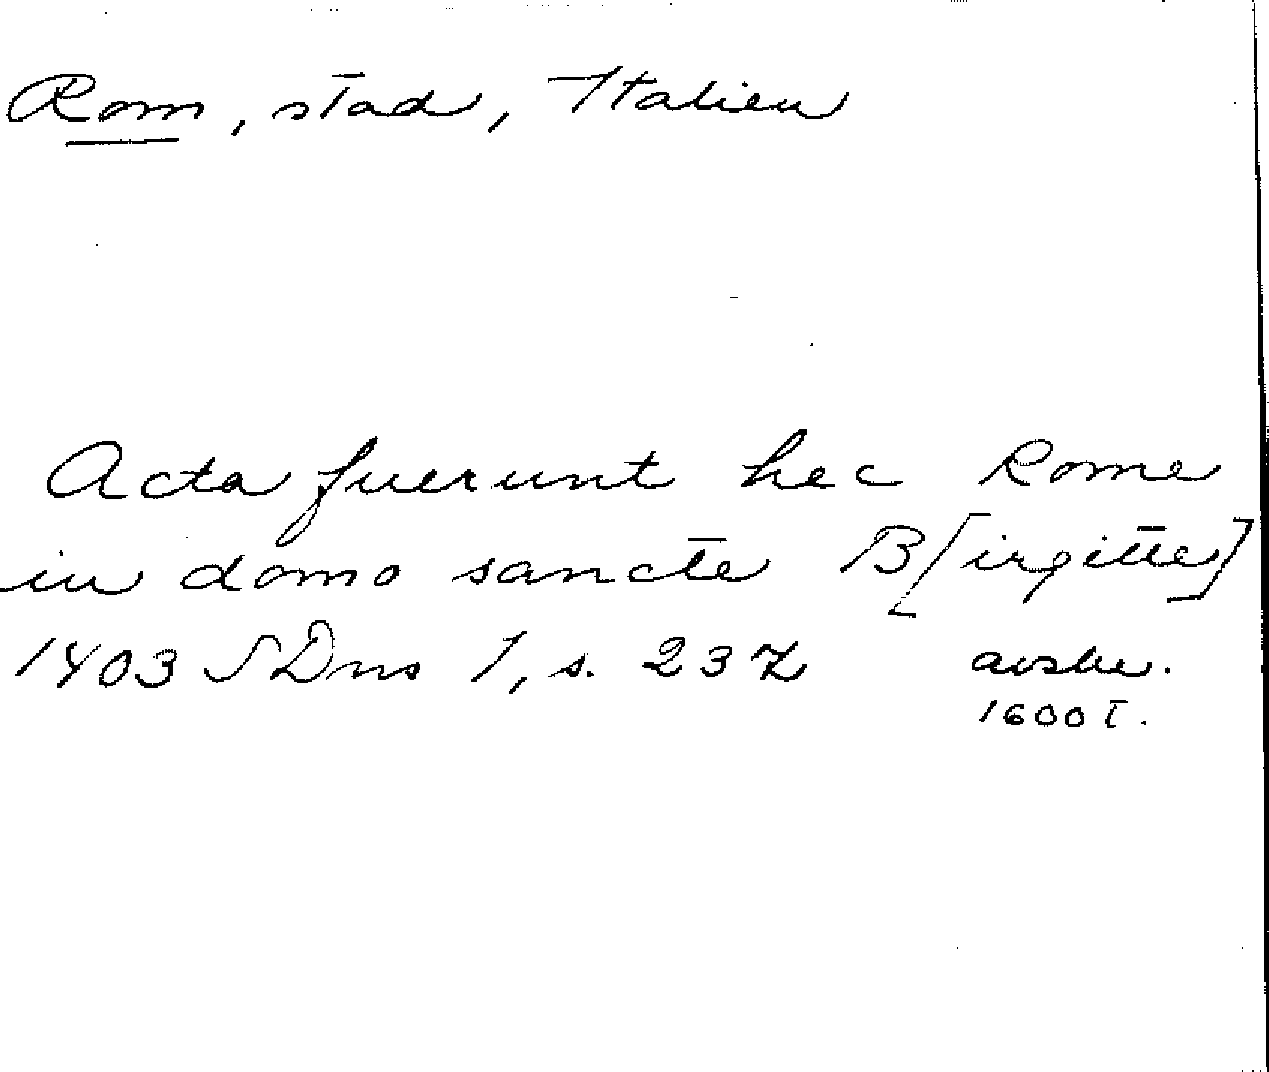 Rom, stad, Italien
Acta fuerunt hec Rome
in domo sancte B[irgitte]
1403 SDns 1, s. 237 avskr.
1600 t.